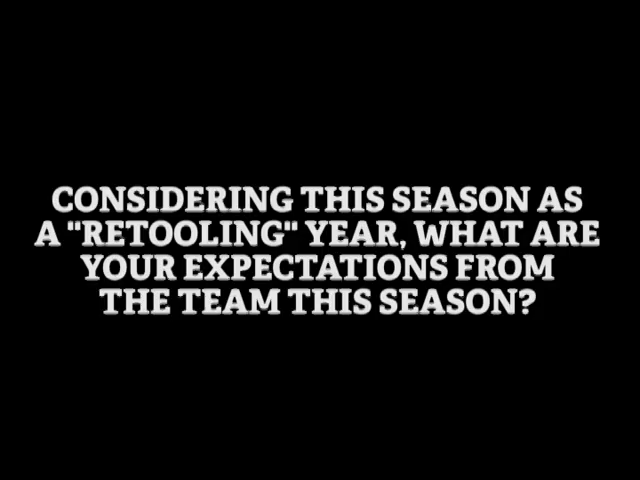 CONSIDERING THIS SEASON AS
A "RETOOLING" YEAR, WHAT ARE
YOUR EXPECTATIONS FROM
THE TEAM THIS SEASON?